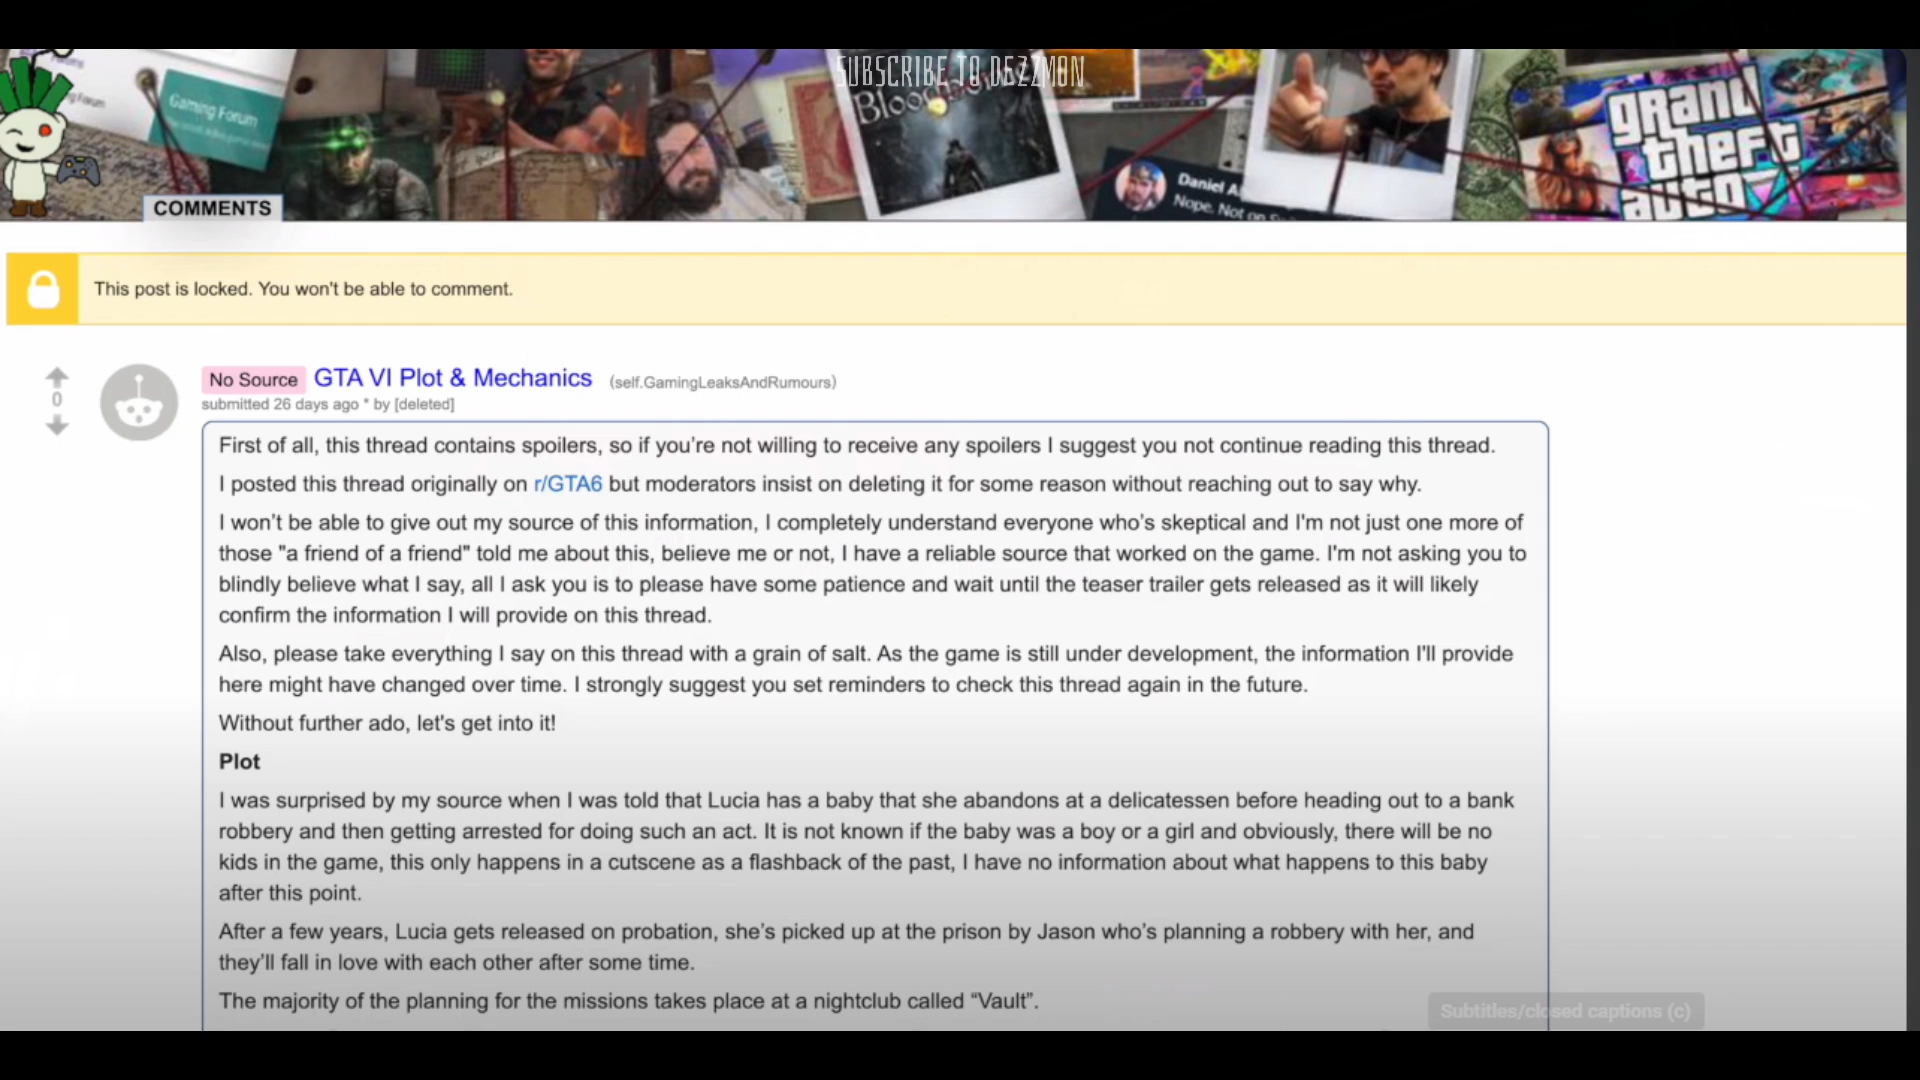 SUBSCRIBE TO DEZZMON
Gaming Forum
Bloodborne
Daniel A
Nope. Not on
grand
theft
auto V
COMMENTS
This post is locked. You won't be able to comment.
0
No Source GTA VI Plot & Mechanics (self.GamingLeaksAndRumours)
submitted 26 days ago * by [deleted]
First of all, this thread contains spoilers, so if you’re not willing to receive any spoilers I suggest you not continue reading this thread.
I posted this thread originally on r/GTA6 but moderators insist on deleting it for some reason without reaching out to say why.
I won’t be able to give out my source of this information, I completely understand everyone who’s skeptical and I'm not just one more of
those "a friend of a friend" told me about this, believe me or not, I have a reliable source that worked on the game. I'm not asking you to
blindly believe what I say, all I ask you is to please have some patience and wait until the teaser trailer gets released as it will likely
confirm the information I will provide on this thread.
Also, please take everything I say on this thread with a grain of salt. As the game is still under development, the information I'll provide
here might have changed over time. I strongly suggest you set reminders to check this thread again in the future.
Without further ado, let's get into it!
Plot
I was surprised by my source when I was told that Lucia has a baby that she abandons at a delicatessen before heading out to a bank
robbery and then getting arrested for doing such an act. It is not known if the baby was a boy or a girl and obviously, there will be no
kids in the game, this only happens in a cutscene as a flashback of the past, I have no information about what happens to this baby
after this point.
After a few years, Lucia gets released on probation, she’s picked up at the prison by Jason who’s planning a robbery with her, and
they’ll fall in love with each other after some time.
The majority of the planning for the missions takes place at a nightclub called “Vault”.
Subtitles/closed captions (c)